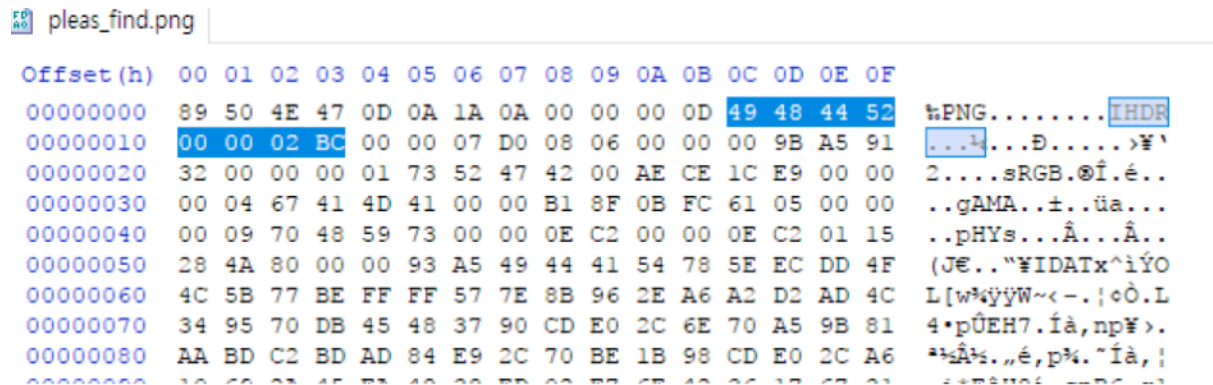 pleas_find.png
Offset(h) 00 01 02 03 04 05 06 07 08 09 0A 0B 0C 0D 0E 0F
00000000 89 50 4E 47 0D 0A 1A 0A 00 00 00 0D 49 48 44 52 ‰PNG........IHDR
00000010 00 00 02 BC 00 00 07 D0 08 06 00 00 00 9B A5 91 ...¼...Ð.....›¥‘
00000020 32 00 00 00 01 73 52 47 42 00 AE CE 1C E9 00 00 2....sRGB.®Î.é..
00000030 00 04 67 41 4D 41 00 00 B1 8F 0B FC 61 05 00 00 ..gAMA..±..üa...
00000040 00 09 70 48 59 73 00 00 0E C2 00 00 0E C2 01 15 ..pHYs...Â...Â..
00000050 28 4A 80 00 00 93 A5 49 44 41 54 78 5E EC DD 4F (J€..“¥IDATx^ìÝO
00000060 4C 5B 77 BE FF FF 57 7E 8B 96 2E A6 A2 D2 AD 4C L[w¾ÿÿW~‹–.¦¢Ò.L
00000070 34 95 70 DB 45 48 37 90 CD E0 2C 6E 70 A5 9B 81 4•pÛEH7.Íà,np¥›.
00000080 AA BD C2 BD AD 84 E9 2C 70 BE 1B 98 CD E0 2C A6 ª½Â½.„é,p¾.˜Íà,¦